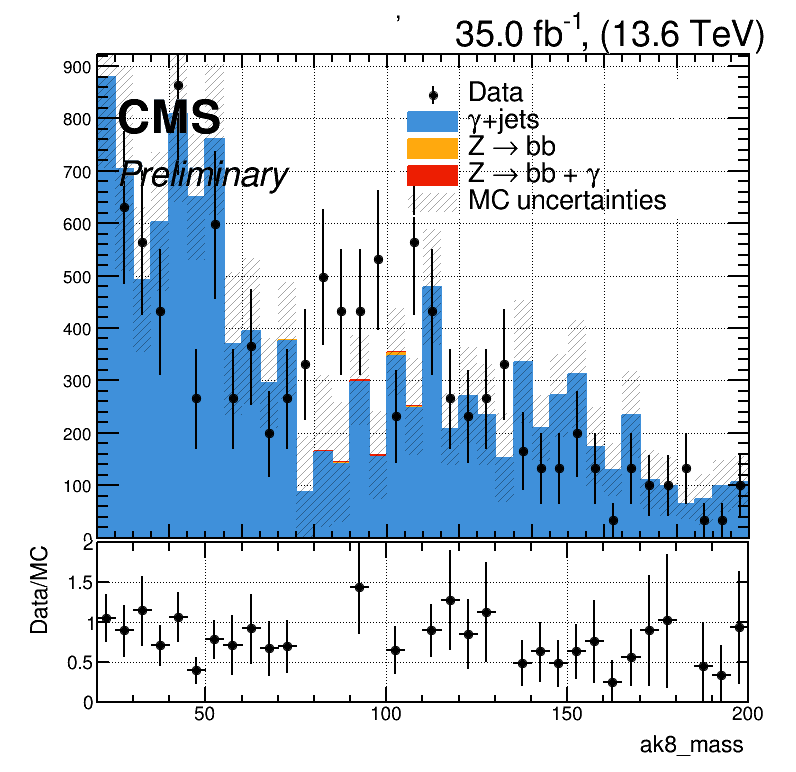 ,
35.0 fb⁻¹, (13.6 TeV)
CMS
Preliminary
Data
γ+jets
Z → bb
Z → bb + γ
MC uncertainties
900
800
700
600
500
400
300
200
100
0
Data/MC
2
1.5
1
0.5
0
50 100 150 200
ak8_mass